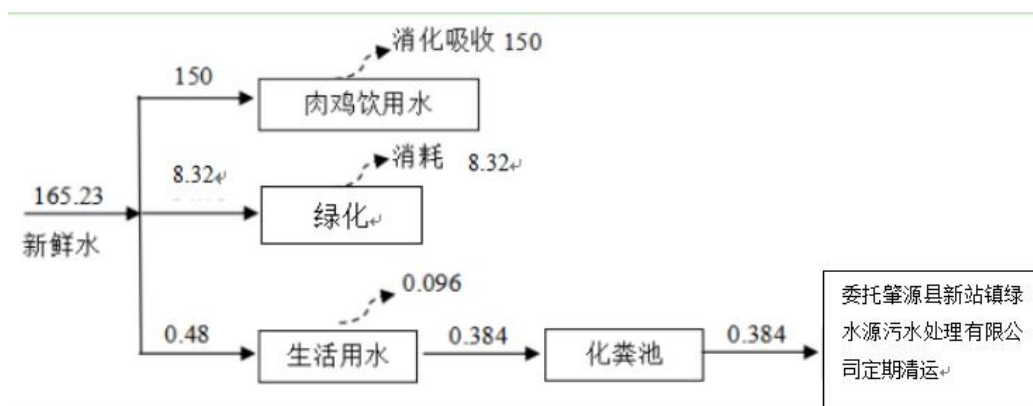 消化吸收 150
150
肉鸡饮用水
消耗 8.32
8.32
165.23
绿化
新鲜水
0.096
0.48
生活用水
0.384
化粪池
0.384
委托肇源县新站镇绿
水源污水处理有限公
司定期清运